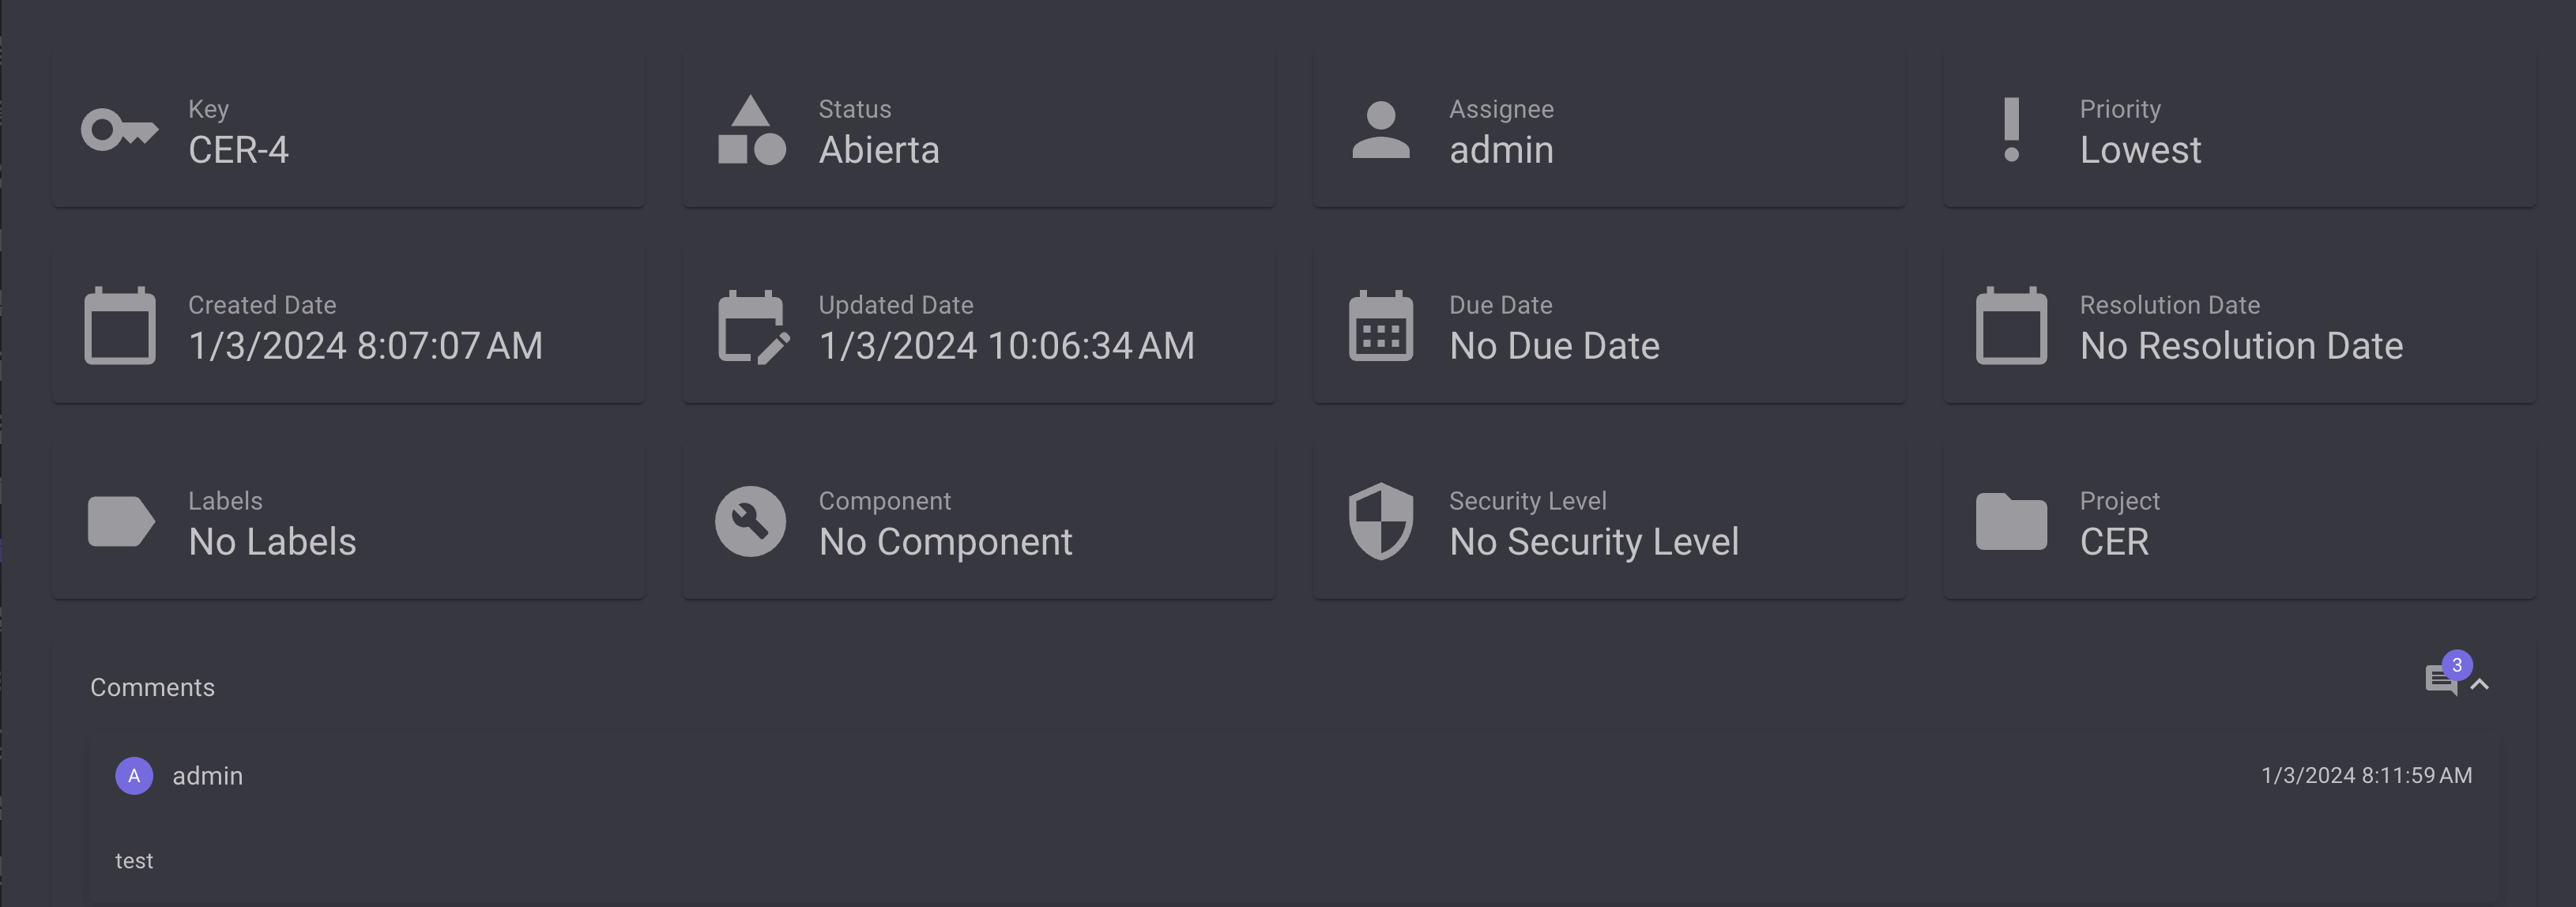 Key
CER-4
Status
Abierta
Assignee
admin
Priority
Lowest
Created Date
1/3/2024 8:07:07 AM
Updated Date
1/3/2024 10:06:34 AM
Due Date
No Due Date
Resolution Date
No Resolution Date
Labels
No Labels
Component
No Component
Security Level
No Security Level
Project
CER
Comments
3
A
admin
1/3/2024 8:11:59 AM
test